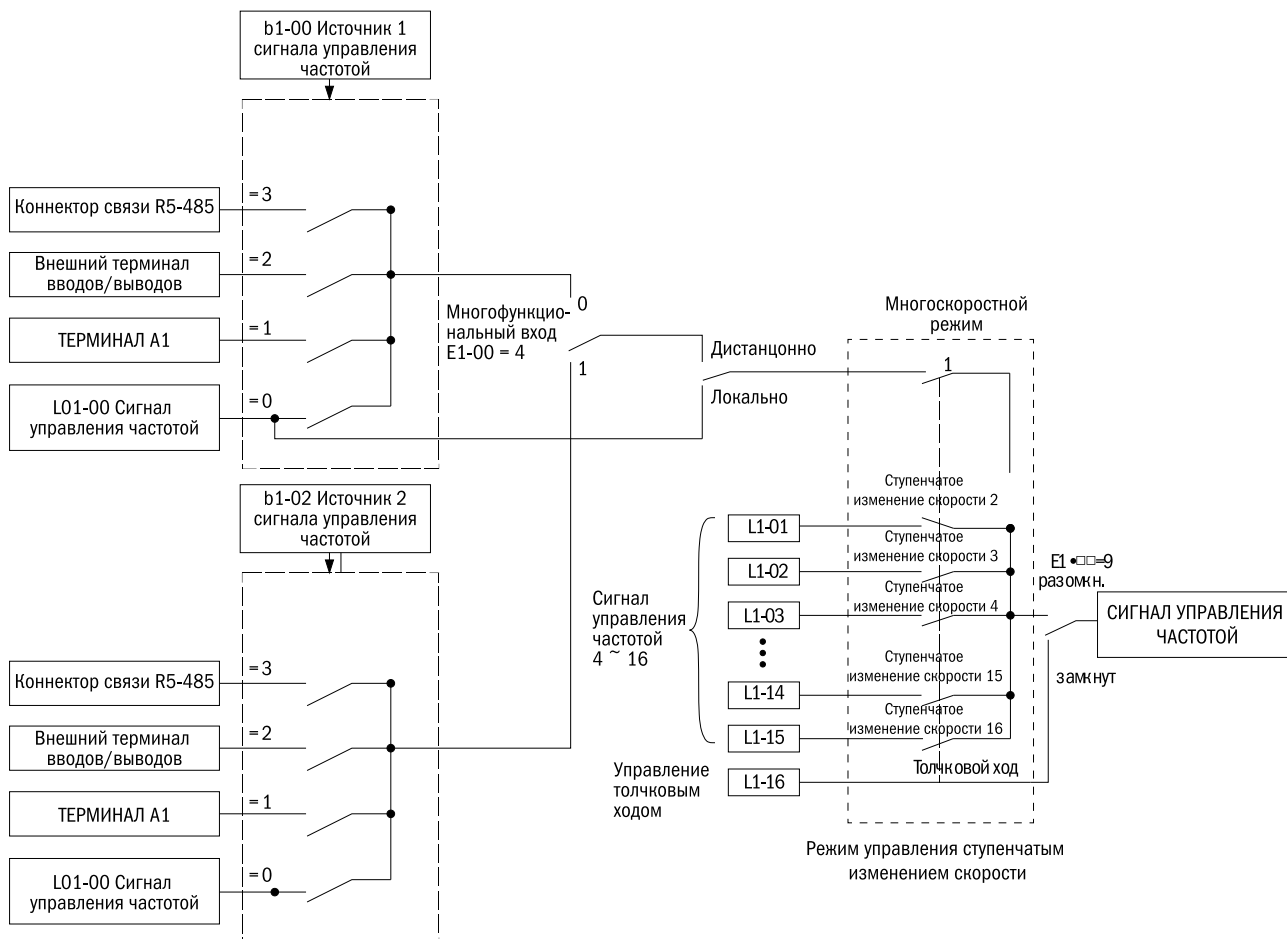 b1-00 Источник 1
сигнала управления
частотой
= 3
Коннектор связи R5-485
= 2
Внешний терминал
вводов/выводов
= 1
ТЕРМИНАЛ А1
= 0
L01-00 Сигнал
управления частотой
Многофункцио-
нальный вход
E1-00 = 4
0
1
Дистанцонно
Локально
Многоскоростной
режим
1
b1-02 Источник 2
сигнала управления
частотой
= 3
Коннектор связи R5-485
= 2
Внешний терминал
вводов/выводов
= 1
ТЕРМИНАЛ А1
= 0
L01-00 Сигнал
управления частотой
Сигнал
управления
частотой
4 ~ 16
Ступенчатое
изменение скорости 2
L1-01
Ступенчатое
изменение скорости 3
L1-02
Ступенчатое
изменение скорости 4
L1-03
Ступенчатое
изменение скорости 15
L1-14
Ступенчатое
изменение скорости 16
L1-15
Управление
толчковым
ходом
L1-16
Толчковой ход
E1 •□□=9
разомкн.
замкнут
СИГНАЛ УПРАВЛЕНИЯ
ЧАСТОТОЙ
Режим управления ступенчатым
изменением скорости